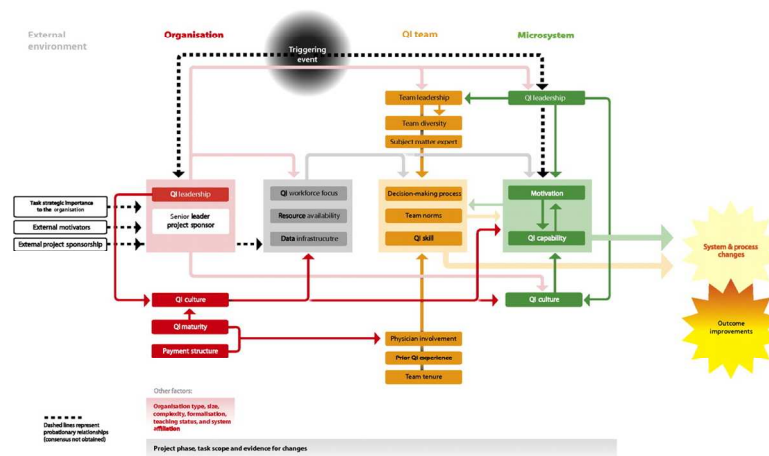 External
environment
Organisation
QI team
Microsystem
Triggering
event
Team leadership
QI leadership
Team diversity
Subject matter expert
QI leadership
Senior leader
project sponsor
QI workforce focus
Resource availability
Data infrastrucutre
Decision-making process
Team norms
QI skill
Motivation
QI capability
Task strategic importance
to the organisation
External motivators
External project sponsorship
System & process
changes
QI culture
QI culture
QI maturity
Payment structure
Physician involvement
Prior QI experience
Team tenure
Outcome
improvements
Other factors:
Organisation type, size,
complexity, formalisation,
teaching status, and system
affiliation
Dashed lines represent
probationary relationships
(consensus not obtained)
Project phase, task scope and evidence for changes